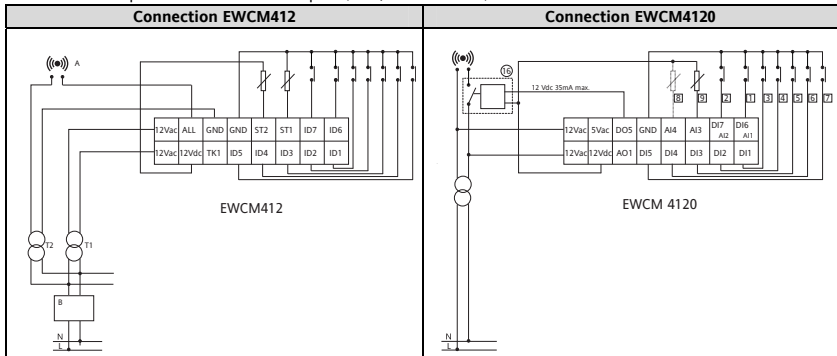 Connection EWCM412
Connection EWCM4120
A
12Vac ALL GND GND ST2 ST1 ID7 ID6
12Vac 12Vdc TK1 ID5 ID4 ID3 ID2 ID1
EWCM412
T2
T1
B
N
L
16
12 Vdc 35mA max.
8 9 2 1 3 4 5 6 7
12Vac 5Vac DO5 GND AI4 AI3 DI7 DI6
AI2 AI1
12Vac 12Vdc AO1 DI5 DI4 DI3 DI2 DI1
EWCM 4120
N
L